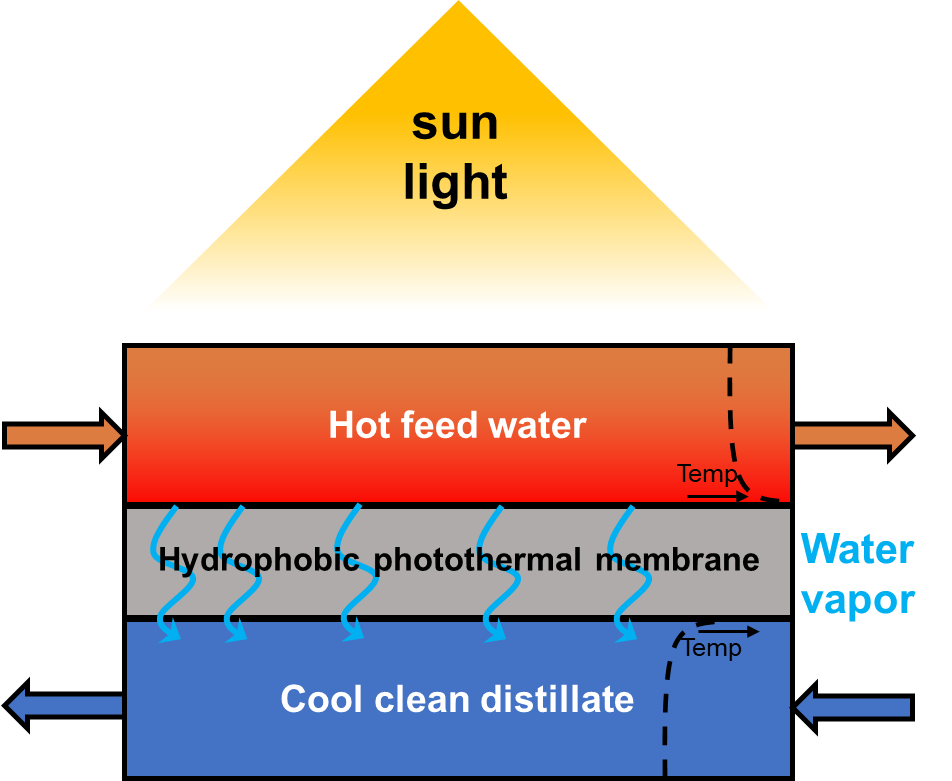 sun
light
Hot feed water
Temp
Hydrophobic photothermal membrane
Water
vapor
Temp
Cool clean distillate